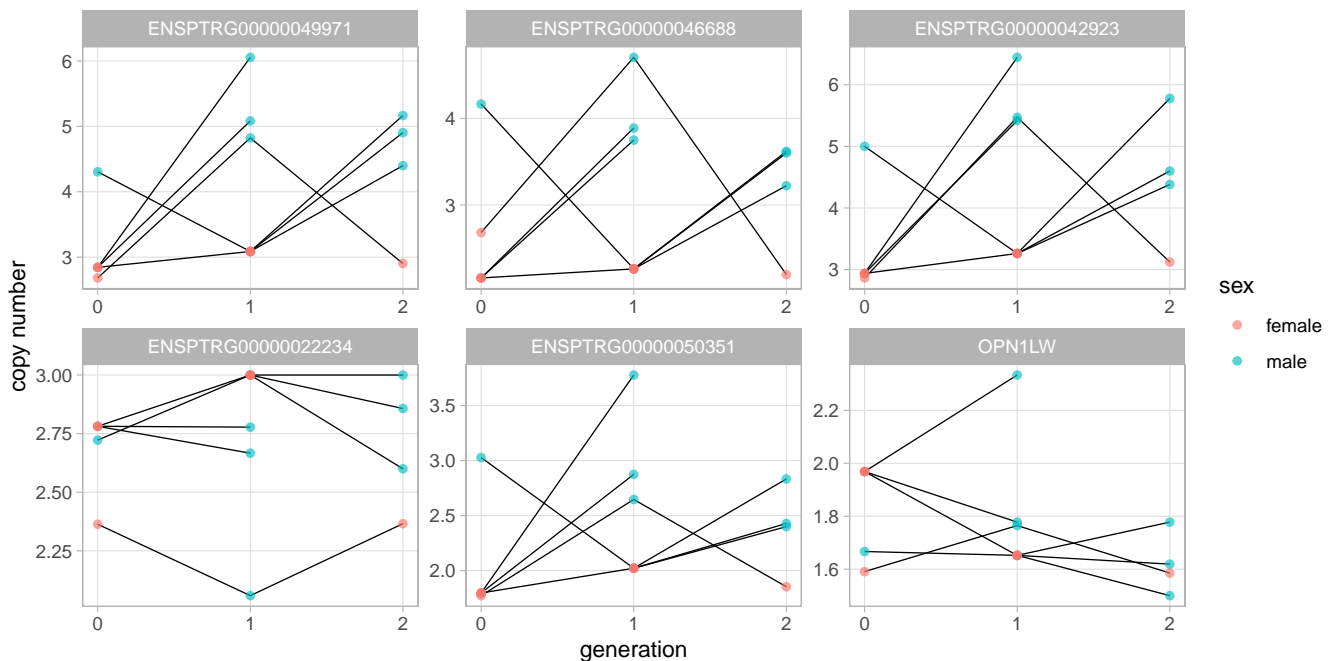 ENSPTRG00000049971 ENSPTRG00000046688 ENSPTRG00000042923
6 5 4 3
4 3
6 5 4 3
0 1 2 0 1 2 0 1 2
copy number
sex
female
male
ENSPTRG00000022234 ENSPTRG00000050351 OPN1LW
3.00 2.75 2.50 2.25
3.5 3.0 2.5 2.0
2.2 2.0 1.8 1.6
0 1 2 0 1 2 0 1 2
generation